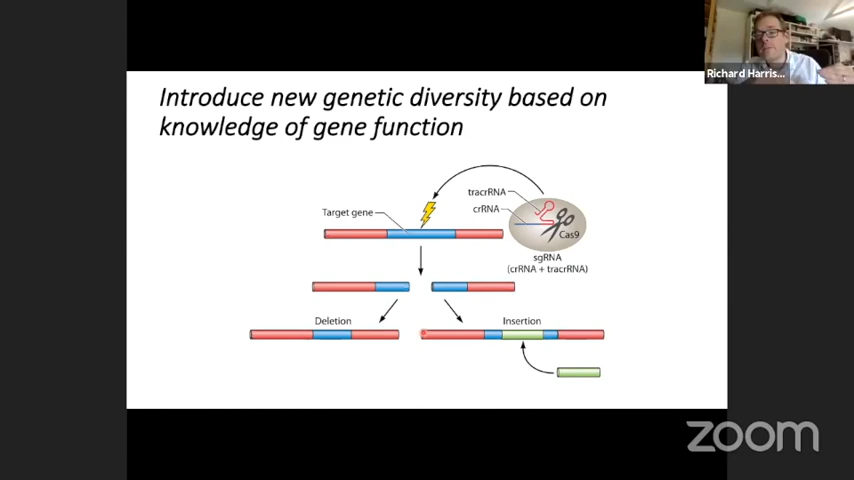 Richard Harris...
Introduce new genetic diversity based on
knowledge of gene function
tracrRNA
crRNA
Target gene
Cas9
sgRNA
(crRNA + tracrRNA)
Deletion
Insertion
zoom